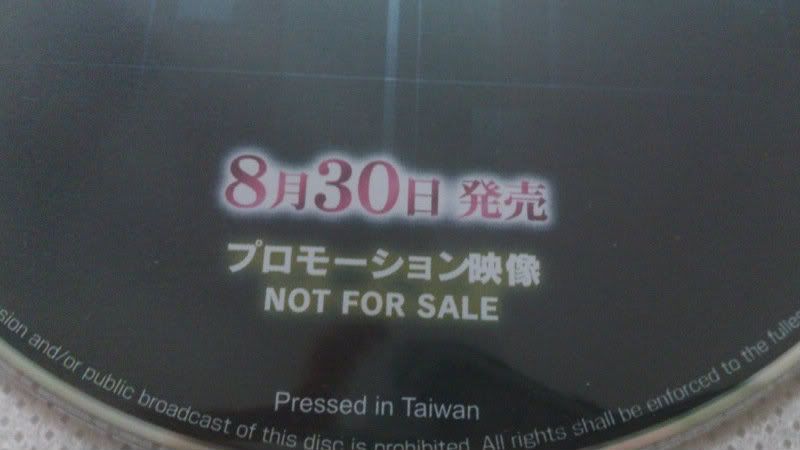 8月30日 発売
プロモーション映像
NOT FOR SALE
Pressed in Taiwan
and/or public broadcast of this disc is prohibited. All rights shall be enforced to the